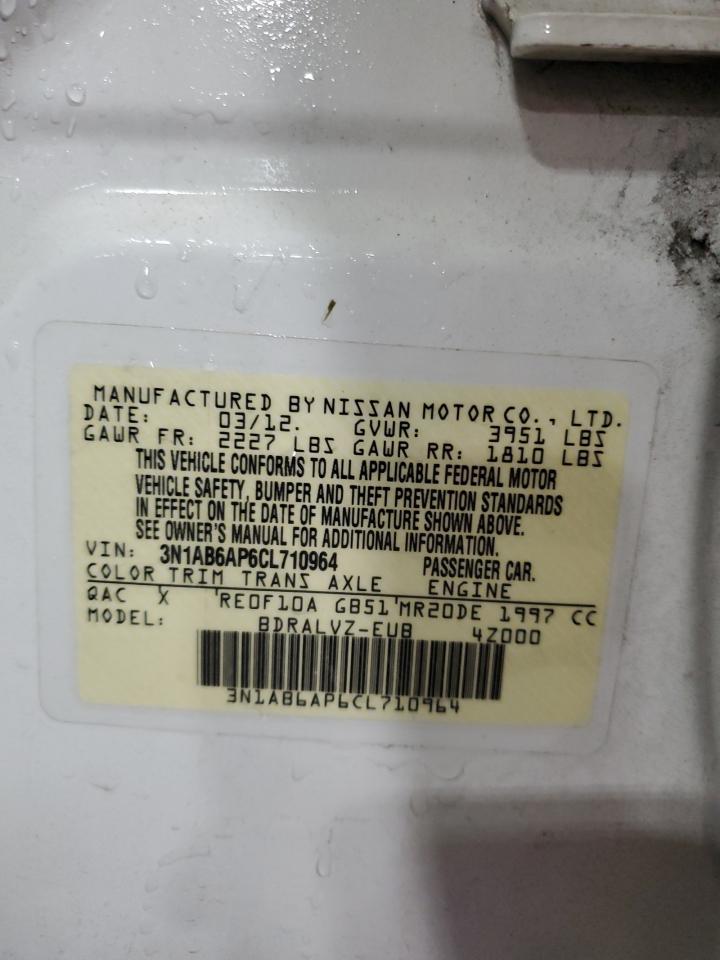 MANUFACTURED BY NISSAN MOTOR CO., LTD.
DATE: 03/12. GVWR: 3951 LBS
GAWR FR: 2227 LBS GAWR RR: 1810 LBS
THIS VEHICLE CONFORMS TO ALL APPLICABLE FEDERAL MOTOR
VEHICLE SAFETY, BUMPER AND THEFT PREVENTION STANDARDS
IN EFFECT ON THE DATE OF MANUFACTURE SHOWN ABOVE.
SEE OWNER'S MANUAL FOR ADDITIONAL INFORMATION.
VIN: 3N1AB6AP6CL710964 PASSENGER CAR.
COLOR TRIM TRANS AXLE ENGINE
QAC X 'RE0F10A GB51'MR20DE 1997 CC
MODEL: BDRALVZ-EUB 4Z000
3N1AB6AP6CL710964